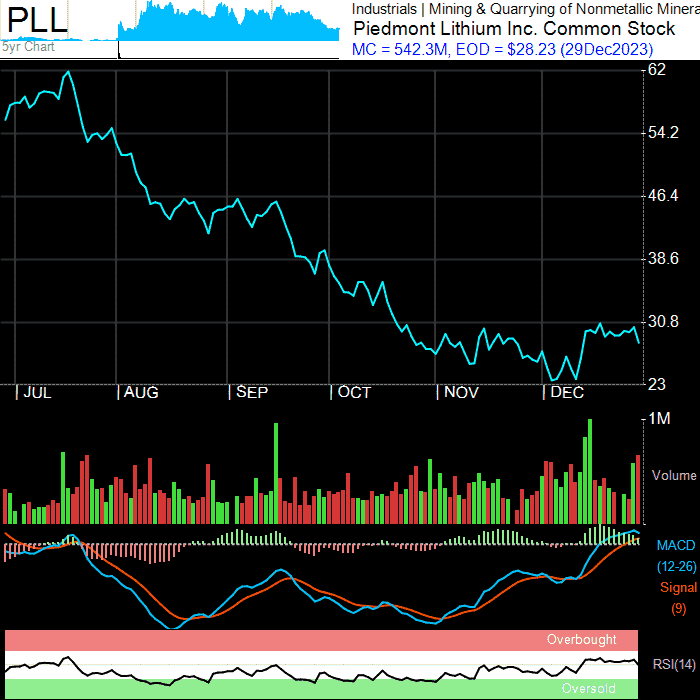 PLL
5yr Chart
Industrials | Mining & Quarrying of Nonmetallic Minera
Piedmont Lithium Inc. Common Stock
MC = 542.3M, EOD = $28.23 (29Dec2023)
62
54.2
46.4
38.6
30.8
23
JUL AUG SEP OCT NOV DEC
1M
Volume
MACD
(12-26)
Signal
(9)
Overbought
RSI(14)
Oversold